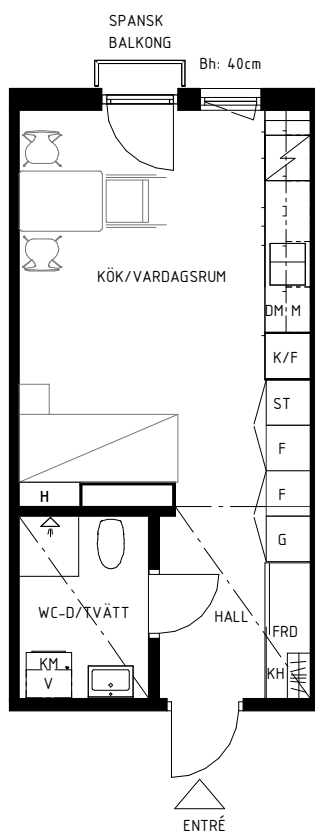 SPANSK
BALKONG
Bh: 40cm
KÖK/VARDAGSRUM
DM M
K/F
ST
F
F
G
H
WC-D/TVÄTT
HALL
FRD
KM
V
KH
ENTRÉ